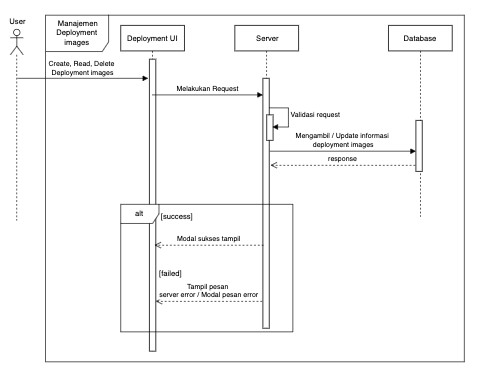 User
Manajemen
Deployment
images
Deployment UI
Server
Database
Create, Read, Delete
Deployment images
Melakukan Request
Validasi request
Mengambil / Update informasi
deployment images
response
alt
[success]
Modal sukses tampil
[failed]
Tampil pesan
server error / Modal pesan error